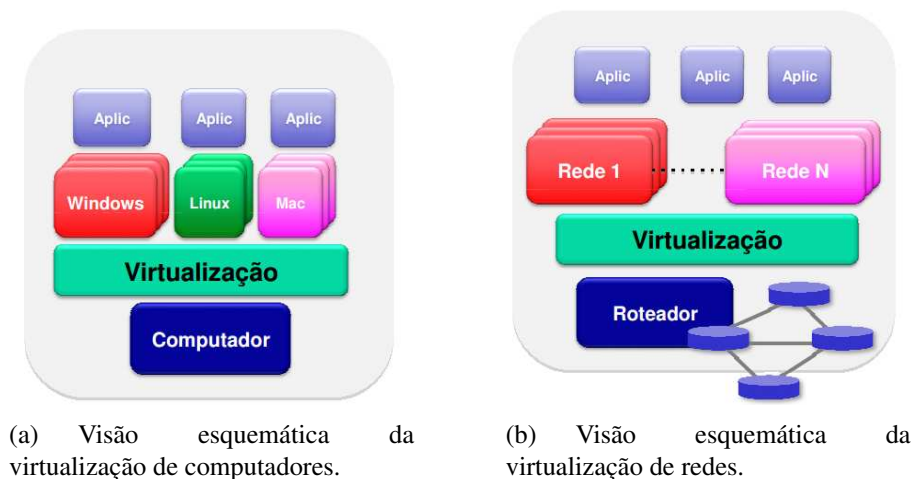 Aplic Aplic Aplic
Windows Linux Mac
Virtualização
Computador
(a) Visão esquemática da
virtualização de computadores.
Aplic Aplic Aplic
Rede 1 Rede N
Virtualização
Roteador
(b) Visão esquemática da
virtualização de redes.